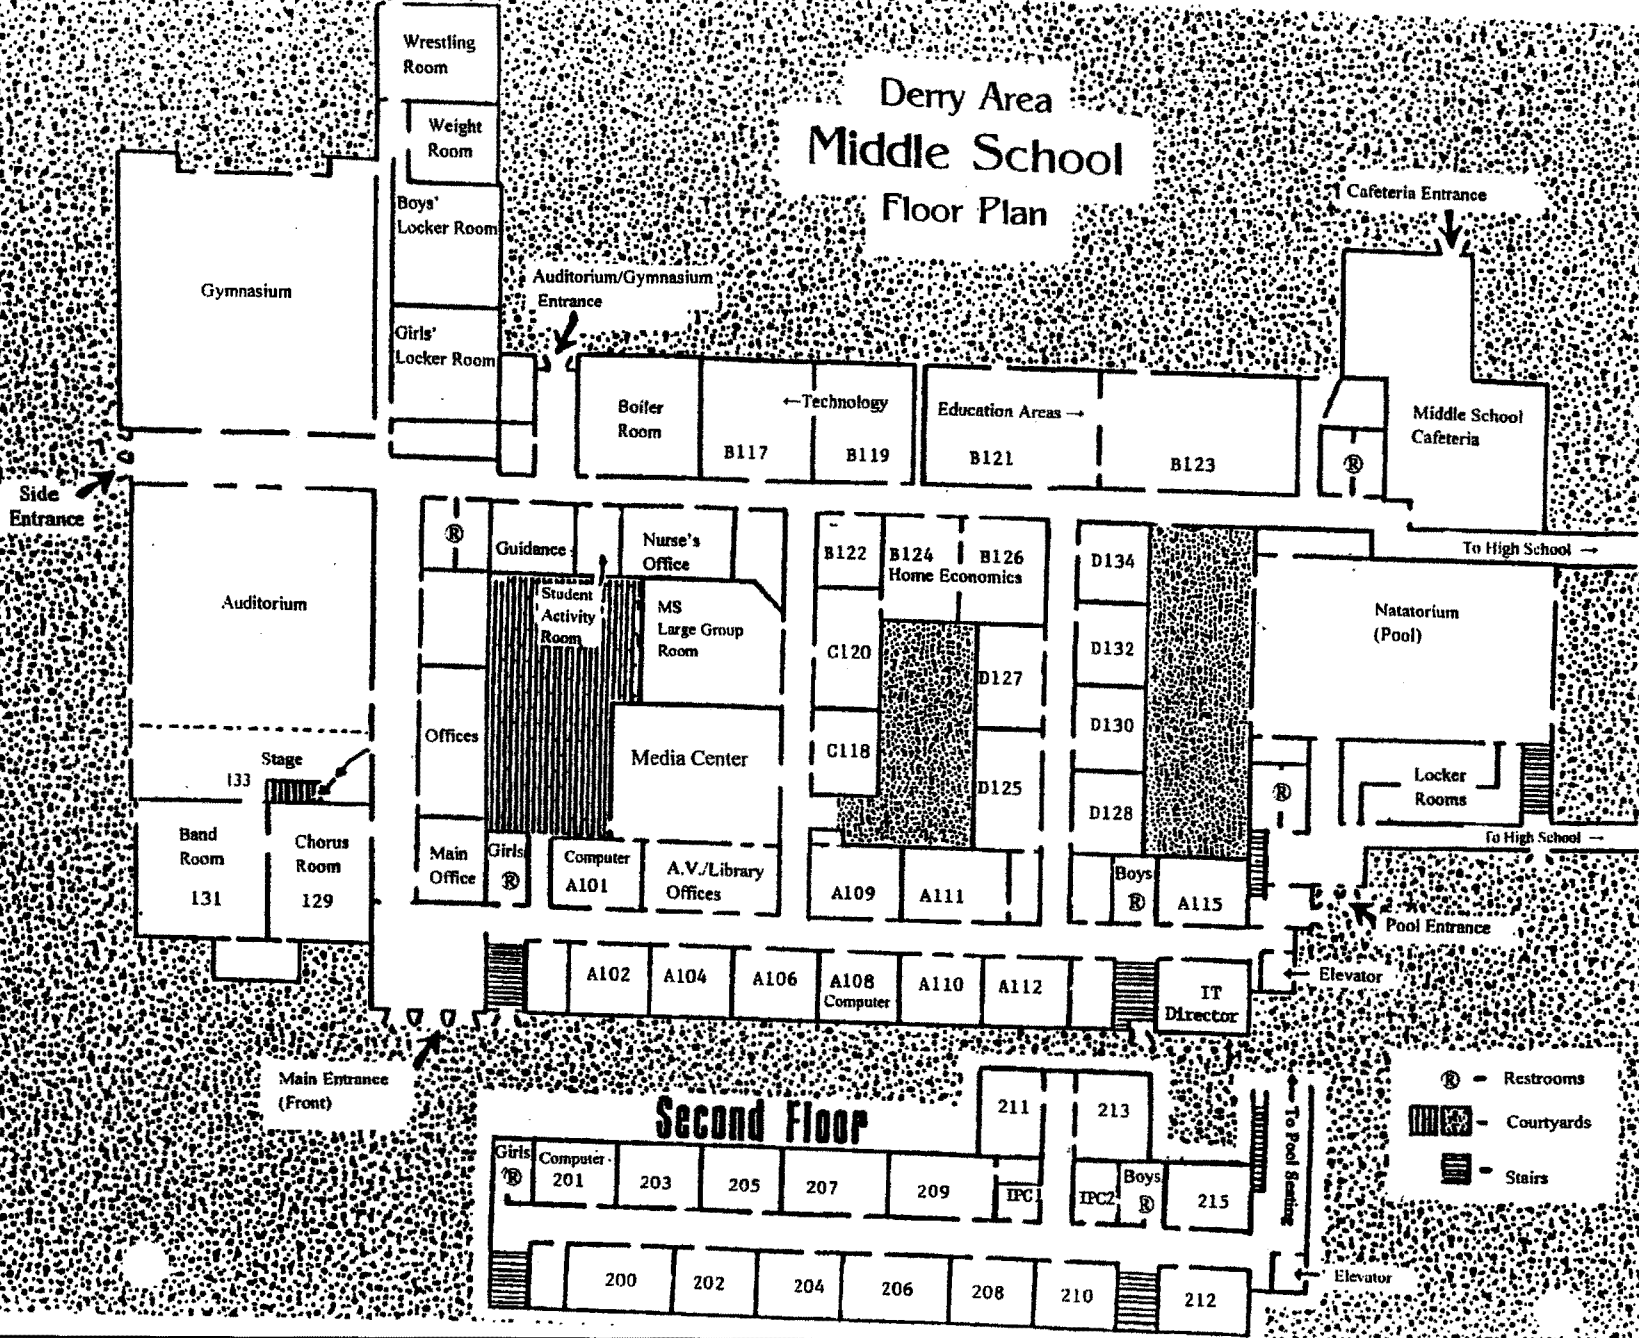 Derry Area
Middle School
Floor Plan
Wrestling
Room
Weight
Room
Boys'
Locker Room
Girls'
Locker Room
Gymnasium
Auditorium/Gymnasium
Entrance
Cafeteria Entrance
Middle School
Cafeteria
®
Boiler
Room
←Technology
Education Areas→
B117
B119
B121
B123
Side
Entrance
®
Guidance
Nurse's
Office
B122
B124
B126
Home Economics
D134
To High School →
Student
Activity
Room
MS
Large Group
Room
Auditorium
Natatorium
(Pool)
C120
D127
D132
Offices
Media Center
C118
D125
D130
D128
Stage
133
Locker
Rooms
®
To High School →
Band
Room
131
Chorus
Room
129
Main
Office
Girls
®
Computer
A101
A.V./Library
Offices
A109
A111
Boys
®
A115
Pool Entrance
A102
A104
A106
A108
Computer
A110
A112
IT
Director
←Elevator
Main Entrance
(Front)
Second Floor
211
213
Girls
®
Computer
201
203
205
207
209
IPC
IPC2
Boys
®
215
→ To Pool Seating
200
202
204
206
208
210
212
←Elevator
® - Restrooms
- Courtyards
- Stairs